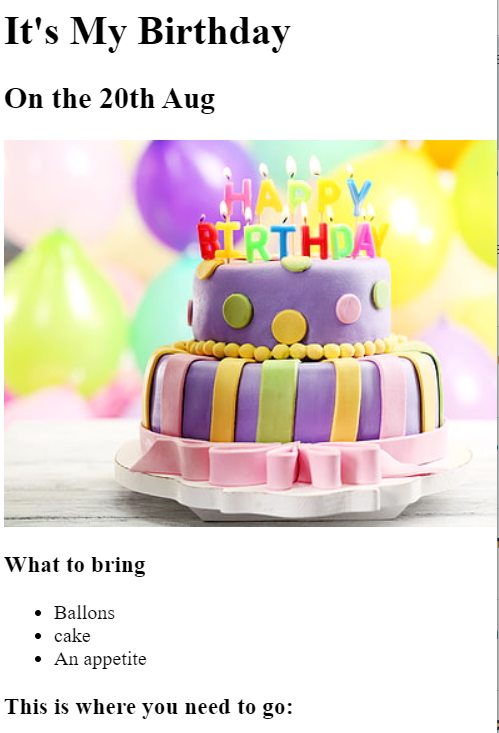 It's My Birthday
On the 20th Aug
HAPPY
BIRTHDAY
What to bring
Ballons
cake
An appetite
This is where you need to go: